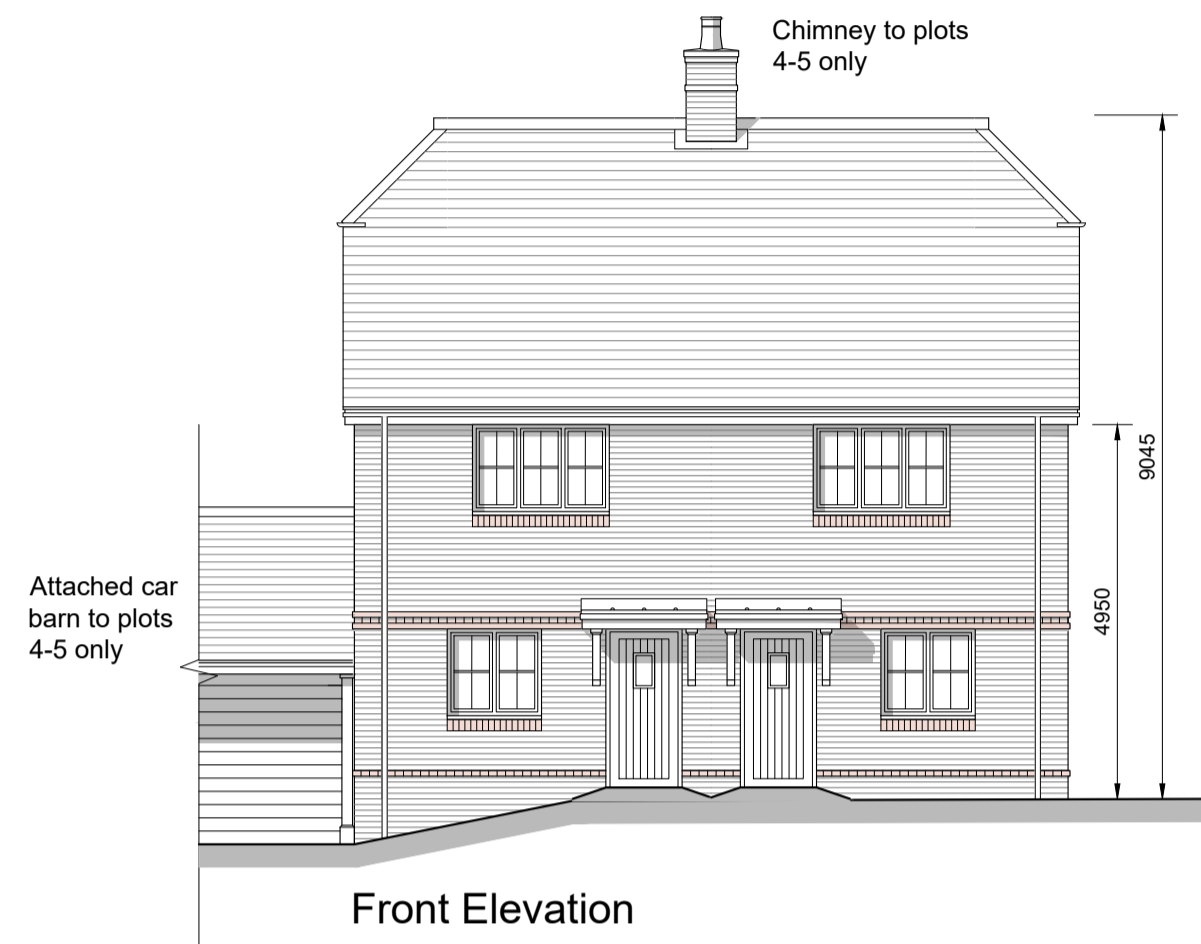 Chimney to plots
4-5 only
9045
4950
Attached car
barn to plots
4-5 only
Front Elevation